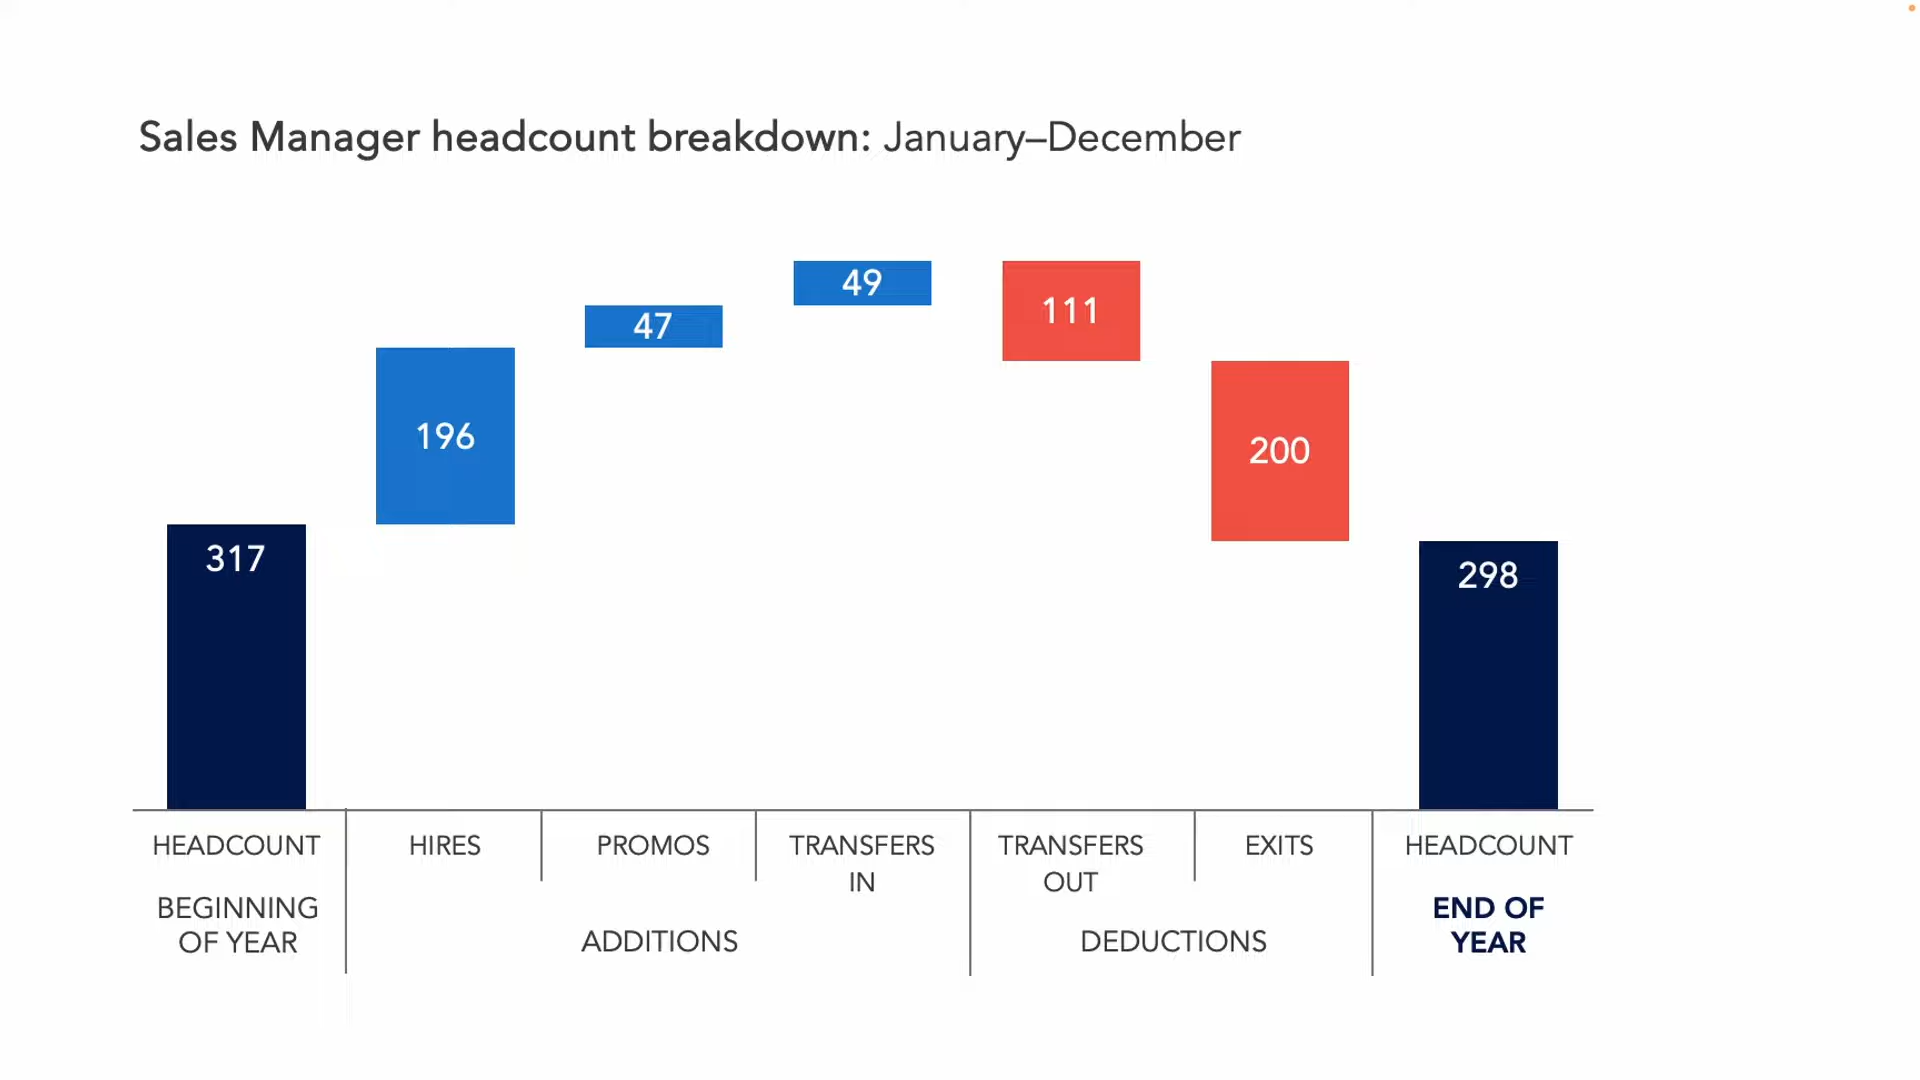 Sales Manager headcount breakdown: January–December
49
47
111
196
200
317
298
HEADCOUNT
HIRES
PROMOS
TRANSFERS
IN
TRANSFERS
OUT
EXITS
HEADCOUNT
BEGINNING
OF YEAR
ADDITIONS
DEDUCTIONS
END OF
YEAR